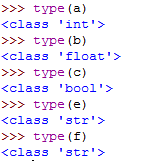 >>> type(a)
<class 'int'>
>>> type(b)
<class 'float'>
>>> type(c)
<class 'bool'>
>>> type(e)
<class 'str'>
>>> type(f)
<class 'str'>